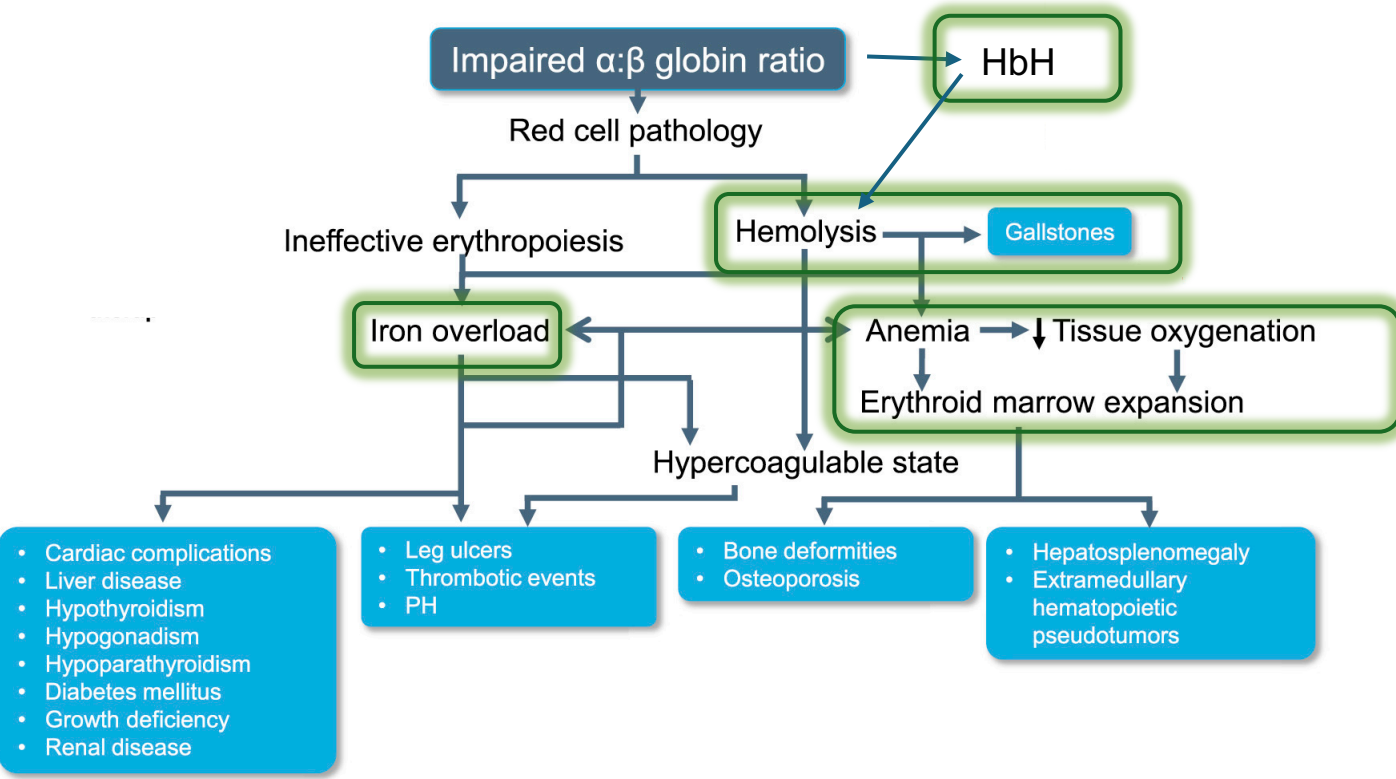 Impaired α:β globin ratio
HbH
Red cell pathology
Ineffective erythropoiesis
Hemolysis
Gallstones
Iron overload
Anemia
Tissue oxygenation
Erythroid marrow expansion
Hypercoagulable state
• Cardiac complications
• Liver disease
• Hypothyroidism
• Hypogonadism
• Hypoparathyroidism
• Diabetes mellitus
• Growth deficiency
• Renal disease
• Leg ulcers
• Thrombotic events
• PH
• Bone deformities
• Osteoporosis
• Hepatosplenomegaly
• Extramedullary
hematopoietic
pseudotumors